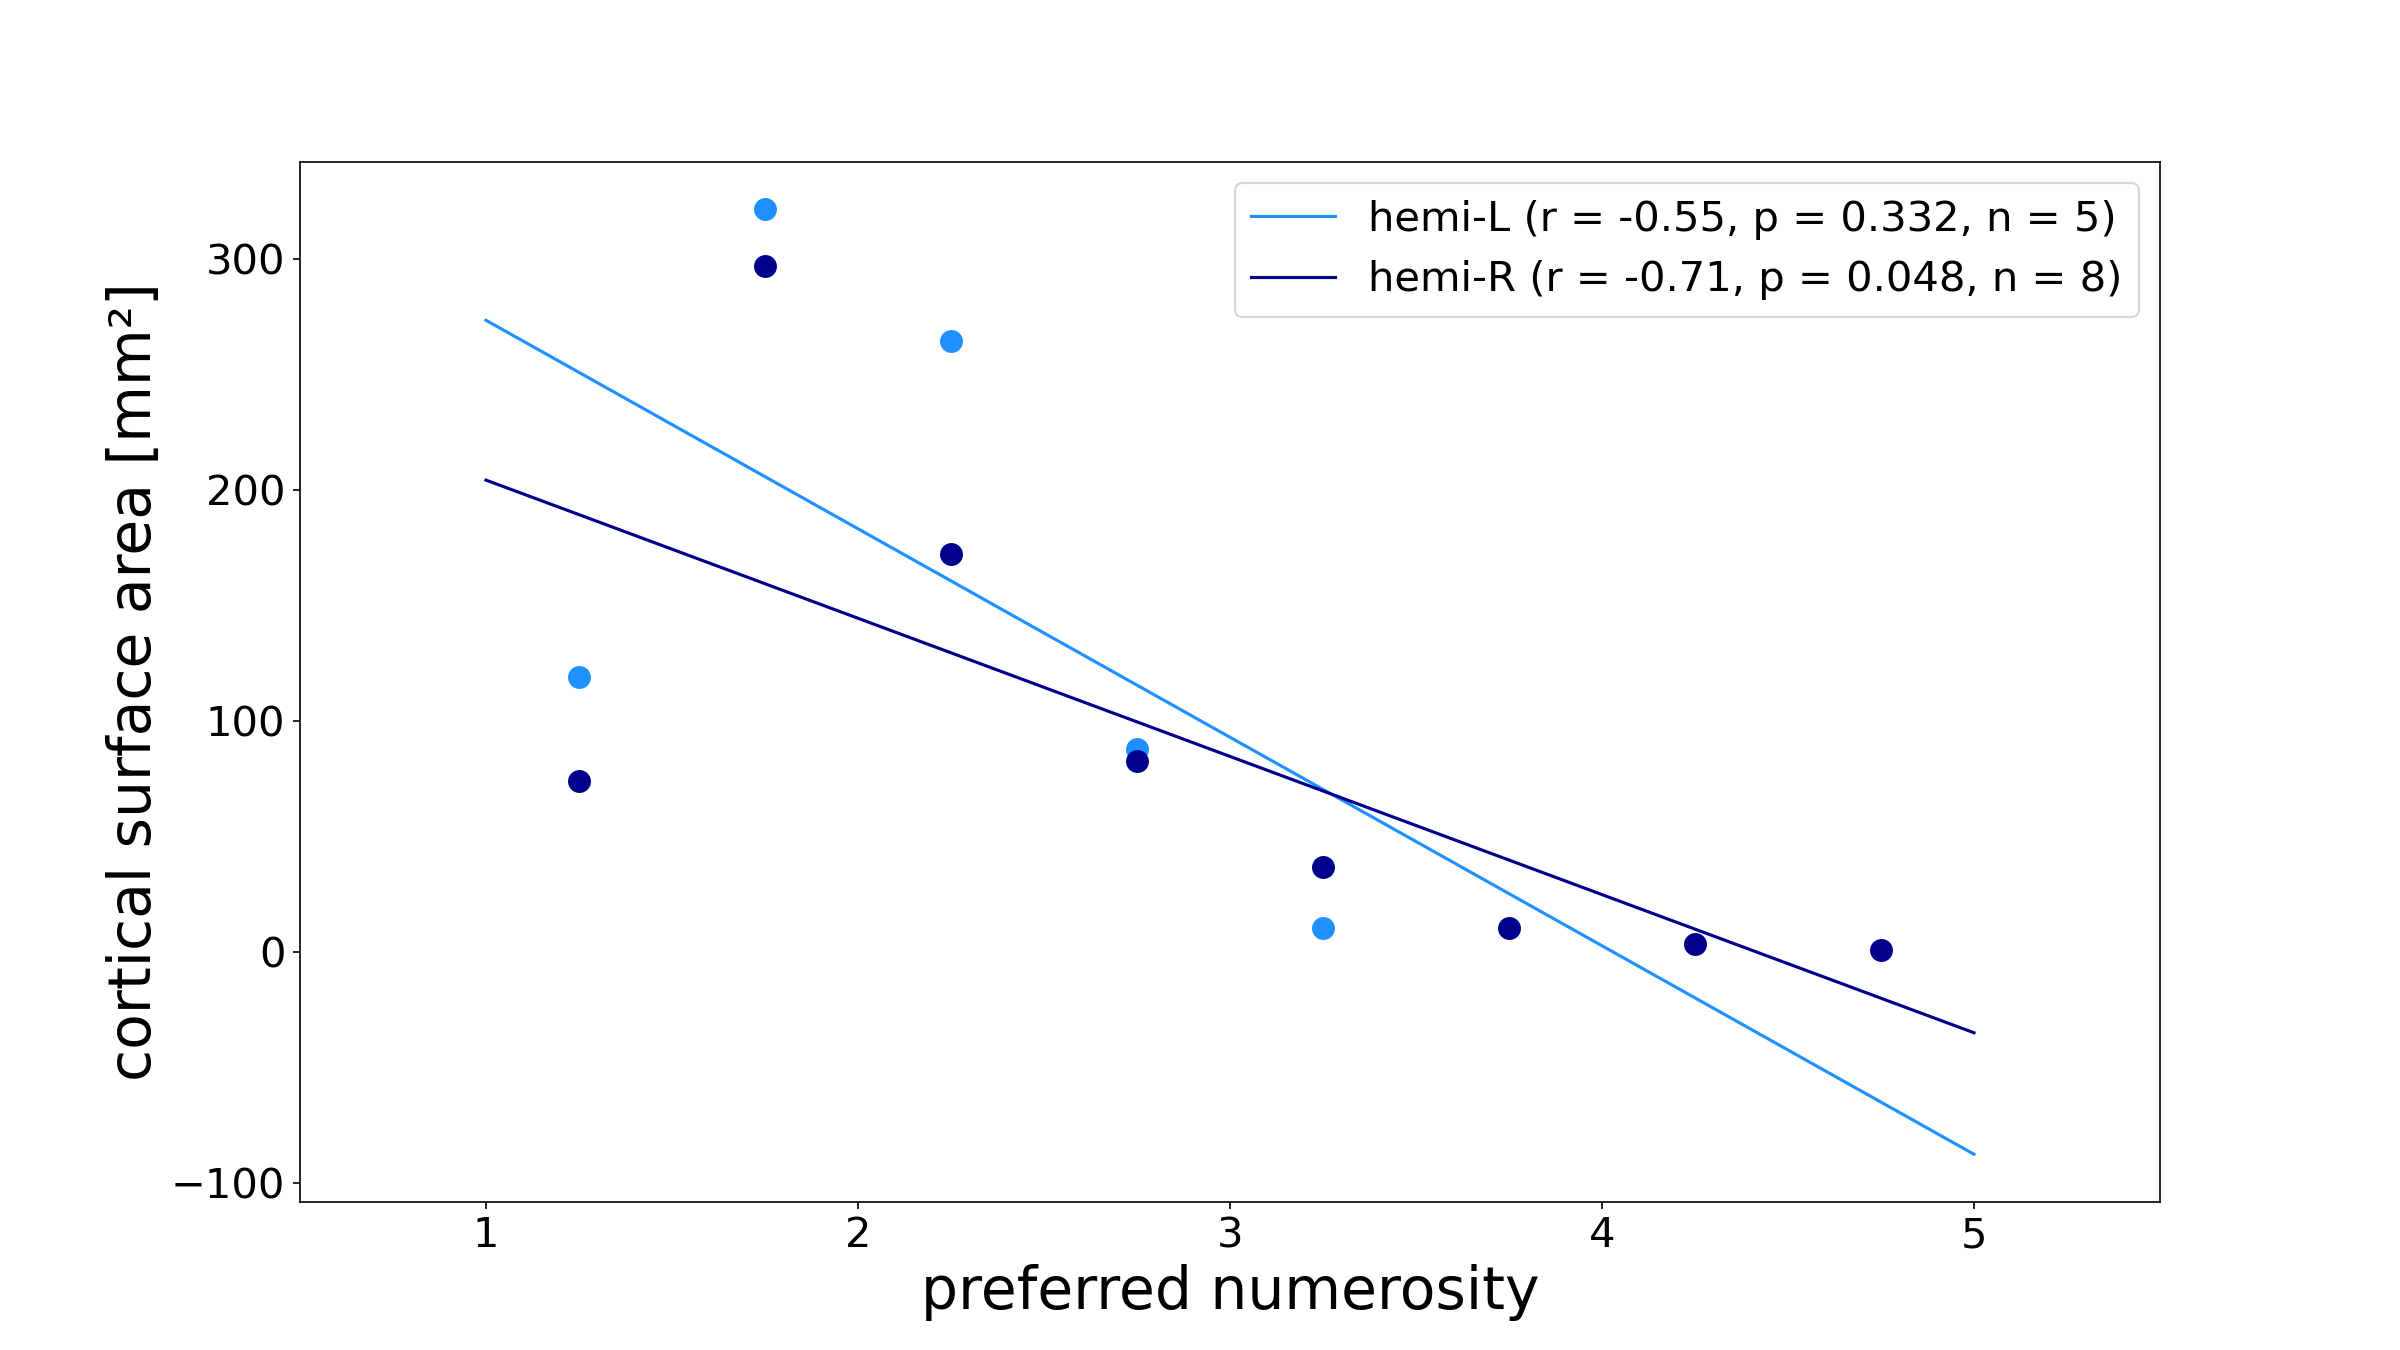 hemi-L (r = -0.55, p = 0.332, n = 5)
hemi-R (r = -0.71, p = 0.048, n = 8)
cortical surface area [mm²]
300
200
100
0
−100
1 2 3 4 5
preferred numerosity